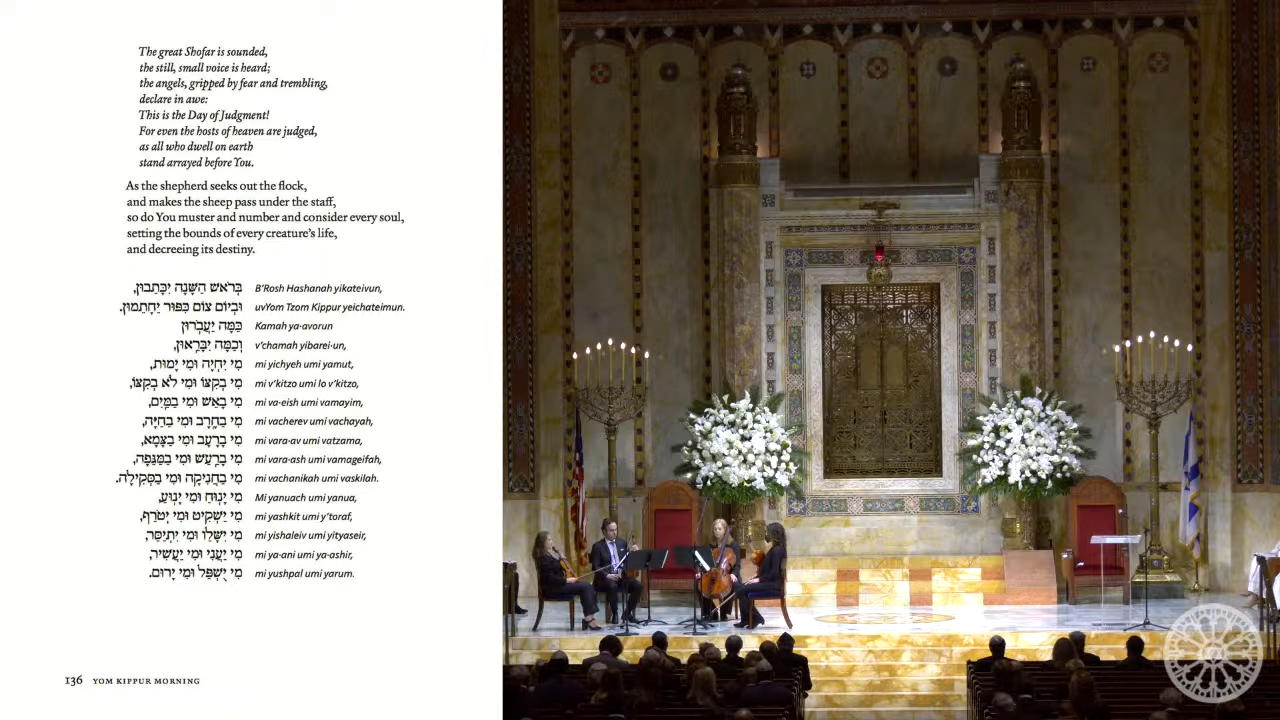 The great Shofar is sounded,
the still, small voice is heard;
the angels, gripped by fear and trembling,
declare in awe:
This is the Day of Judgment!
For even the hosts of heaven are judged,
as all who dwell on earth
stand arrayed before You.
As the shepherd seeks out the flock,
and makes the sheep pass under the staff,
so do You muster and number and consider every soul,
setting the bounds of every creature's life,
and decreeing its destiny.
בְּרֹאשׁ הַשָּׁנָה יִכָּתֵבוּן, B'Rosh Hashanah yikateivun,
וּבְיוֹם צוֹם כִּפּוּר יֵחָתֵמוּן. uvYom Tzom Kippur yeichateimun.
כַּמָּה יַעַבְרוּן Kamah ya·avorun
וְכַמָּה יִבָּרֵאוּן, v'chamah yibarei·un,
מִי יִחְיֶה וּמִי יָמוּת, mi yichyeh umi yamut,
מִי בְקִצּוֹ וּמִי לֹא בְקִצּוֹ, mi v'kitzo umi lo v'kitzo,
מִי בָאֵשׁ וּמִי בַמַּיִם, mi va·eish umi vamayim,
מִי בַחֶרֶב וּמִי בַחַיָּה, mi vacherev umi vachayah,
מִי בָרָעָב וּמִי בַצָּמָא, mi vara·av umi vatzama,
מִי בָרַעַשׁ וּמִי בַמַּגֵּפָה, mi vara·ash umi vamageifah,
מִי בַחֲנִיקָה וּמִי בַסְּקִילָה. mi vachanikah umi vaskilah.
מִי יָנוּחַ וּמִי יָנוּעַ, Mi yanuach umi yanua,
מִי יַשְׁקִיט וּמִי יְטֹרַף, mi yashkit umi y'toraf,
מִי יִשָּׁלֵו וּמִי יִתְיַסֵּר, mi yishaleiv umi yityaseir,
מִי יַעֲנִי וּמִי יַעֲשִׁיר, mi ya·ani umi ya·ashir,
מִי יֻשְׁפַּל וּמִי יָרוּם. mi yushpal umi yarum.
136 YOM KIPPUR MORNING